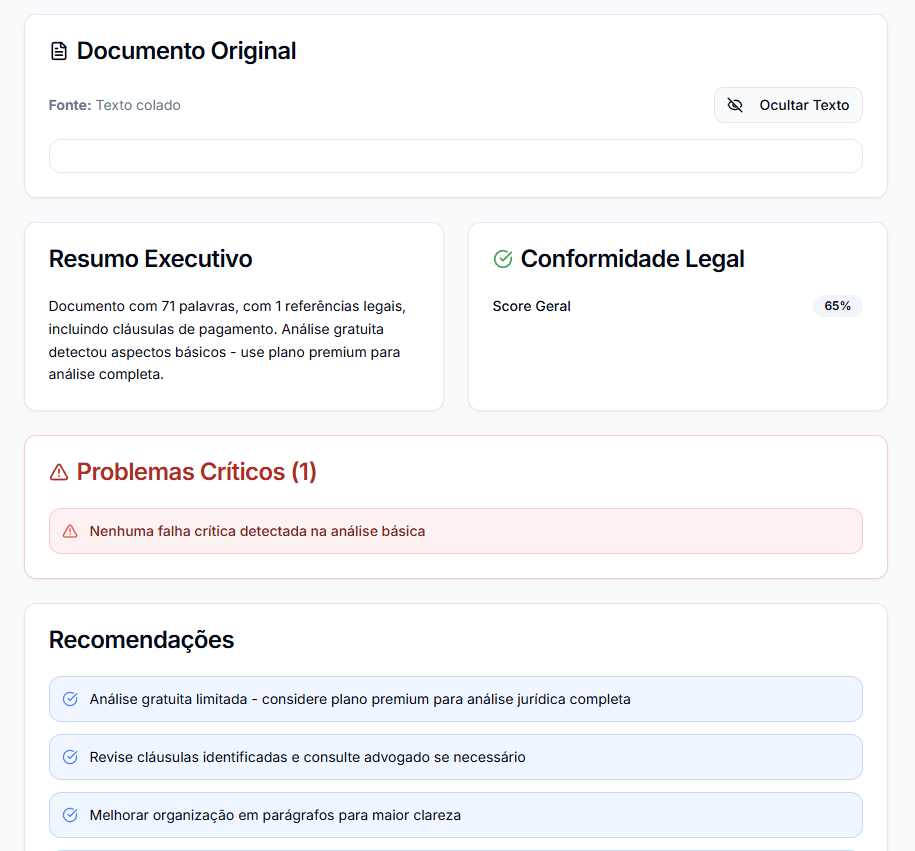 Documento Original
Fonte: Texto colado
Ocultar Texto
Resumo Executivo
Documento com 71 palavras, com 1 referências legais,
incluindo cláusulas de pagamento. Análise gratuita
detectou aspectos básicos - use plano premium para
análise completa.
Conformidade Legal
Score Geral
65%
Problemas Críticos (1)
Nenhuma falha crítica detectada na análise básica
Recomendações
Análise gratuita limitada - considere plano premium para análise jurídica completa
Revise cláusulas identificadas e consulte advogado se necessário
Melhorar organização em parágrafos para maior clareza